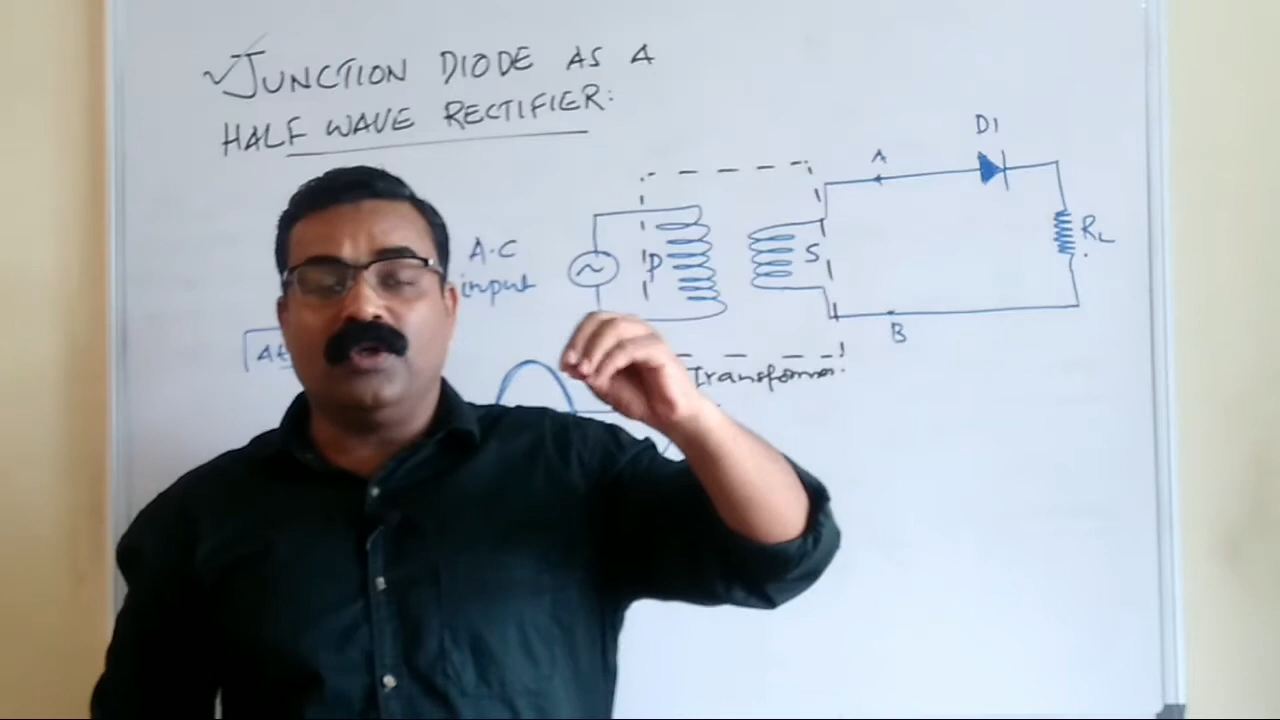 JUNCTION DIODE AS A
HALF WAVE RECTIFIER:
D1
A
A.C
input
~
P
S
RL
B
Transformer.